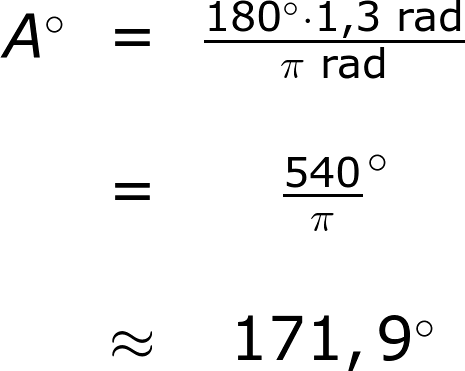 A° = 180°·1,3 rad / π rad
= 540°/π
≈ 171,9°